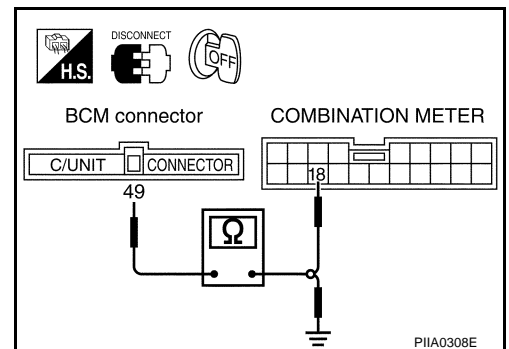 DISCONNECT
H.S.
OFF
BCM connector
COMBINATION METER
C/UNIT
CONNECTOR
18
49
Ω
PIIA0308E